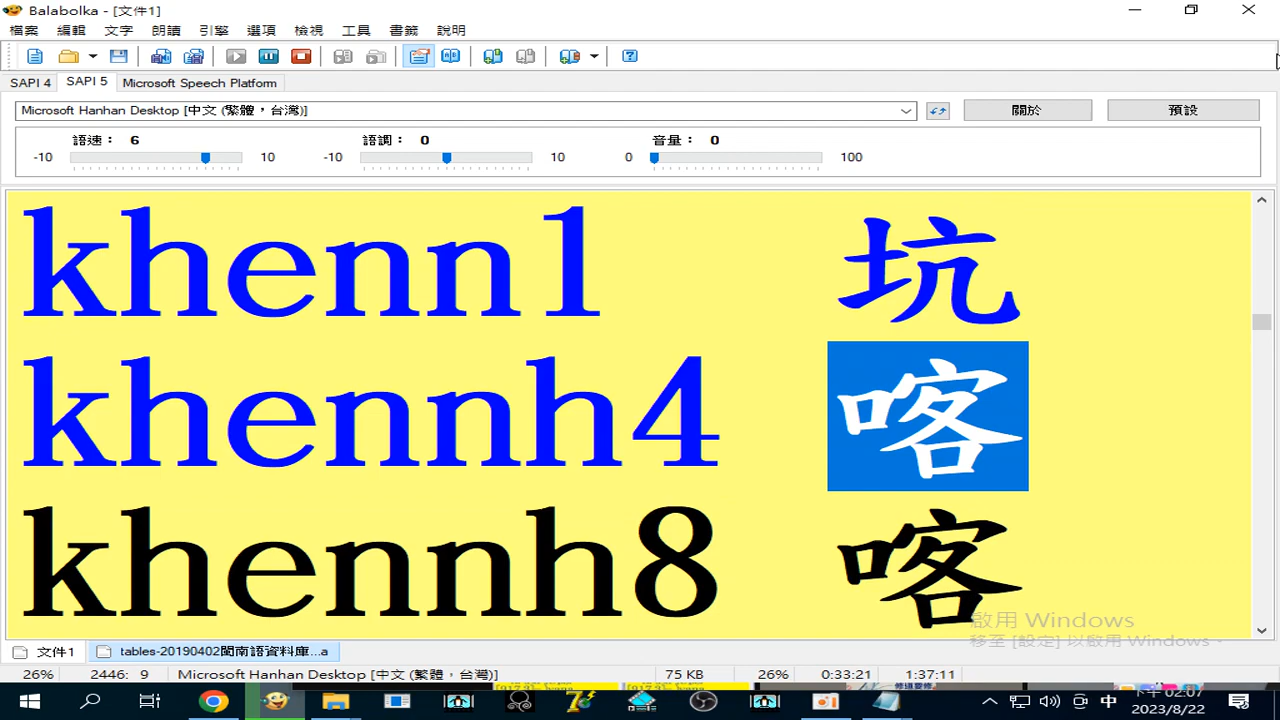 Balabolka - [文件1]
檔案 編輯 文字 朗讀 引擎 選項 檢視 工具 書籤 說明
SAPI 4 SAPI 5 Microsoft Speech Platform
Microsoft Hanhan Desktop [中文 (繁體，台灣)] 關於 預設
語速： 6 語調： 0 音量： 0
-10 10 -10 10 0 100
khenn1 坑
khennh4 喀
khennh8 喀
啟用 Windows
移至 [設定] 以啟用 Windows。
文件1 tables-20190402閩南語資料庫...a
26% 2446: 9 Microsoft Hanhan Desktop [中文 (繁體，台灣)] 75 KB 26% 0:33:21 1:37:11
中 下午 02:07
2023/8/22